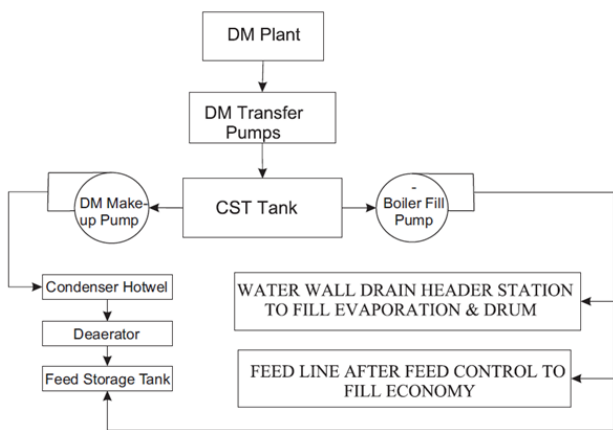 DM Plant
DM Transfer
Pumps
DM Make-
up Pump
CST Tank
-
Boiler Fill
Pump
Condenser Hotwel
Deaerator
Feed Storage Tank
WATER WALL DRAIN HEADER STATION
TO FILL EVAPORATION & DRUM
FEED LINE AFTER FEED CONTROL TO
FILL ECONOMY